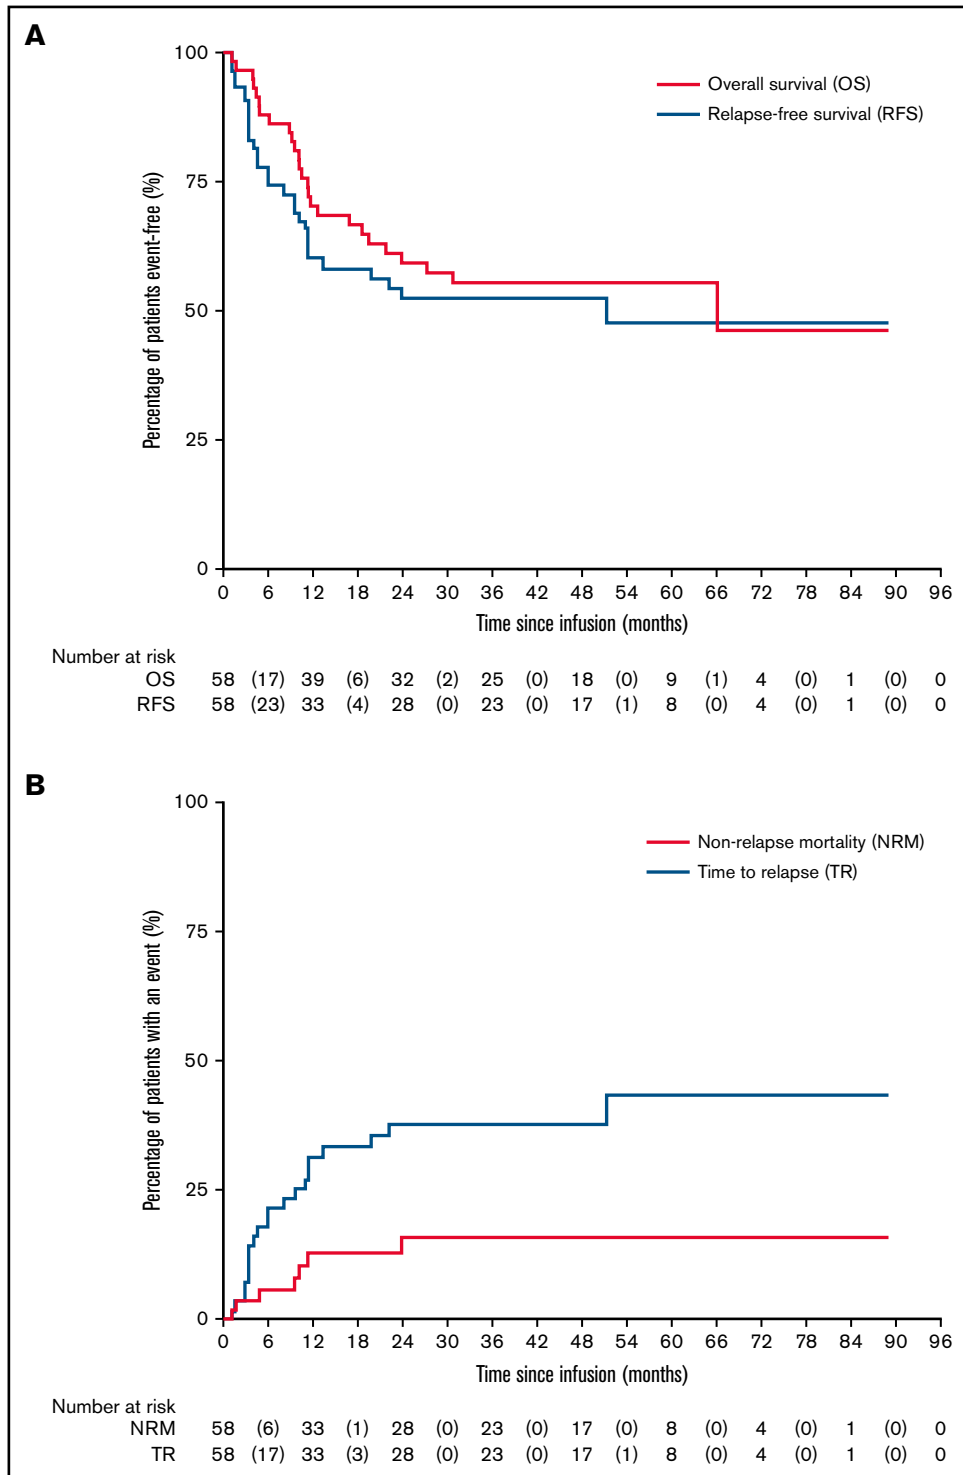 A
100
75
50
25
0
Percentage of patients event-free (%)
Overall survival (OS)
Relapse-free survival (RFS)
0 6 12 18 24 30 36 42 48 54 60 66 72 78 84 90 96
Time since infusion (months)
Number at risk
OS 58 (17) 39 (6) 32 (2) 25 (0) 18 (0) 9 (1) 4 (0) 1 (0) 0
RFS 58 (23) 33 (4) 28 (0) 23 (0) 17 (1) 8 (0) 4 (0) 1 (0) 0
B
100
75
50
25
0
Percentage of patients with an event (%)
Non-relapse mortality (NRM)
Time to relapse (TR)
0 6 12 18 24 30 36 42 48 54 60 66 72 78 84 90 96
Time since infusion (months)
Number at risk
NRM 58 (6) 33 (1) 28 (0) 23 (0) 17 (0) 8 (0) 4 (0) 1 (0) 0
TR 58 (17) 33 (3) 28 (0) 23 (0) 17 (1) 8 (0) 4 (0) 1 (0) 0